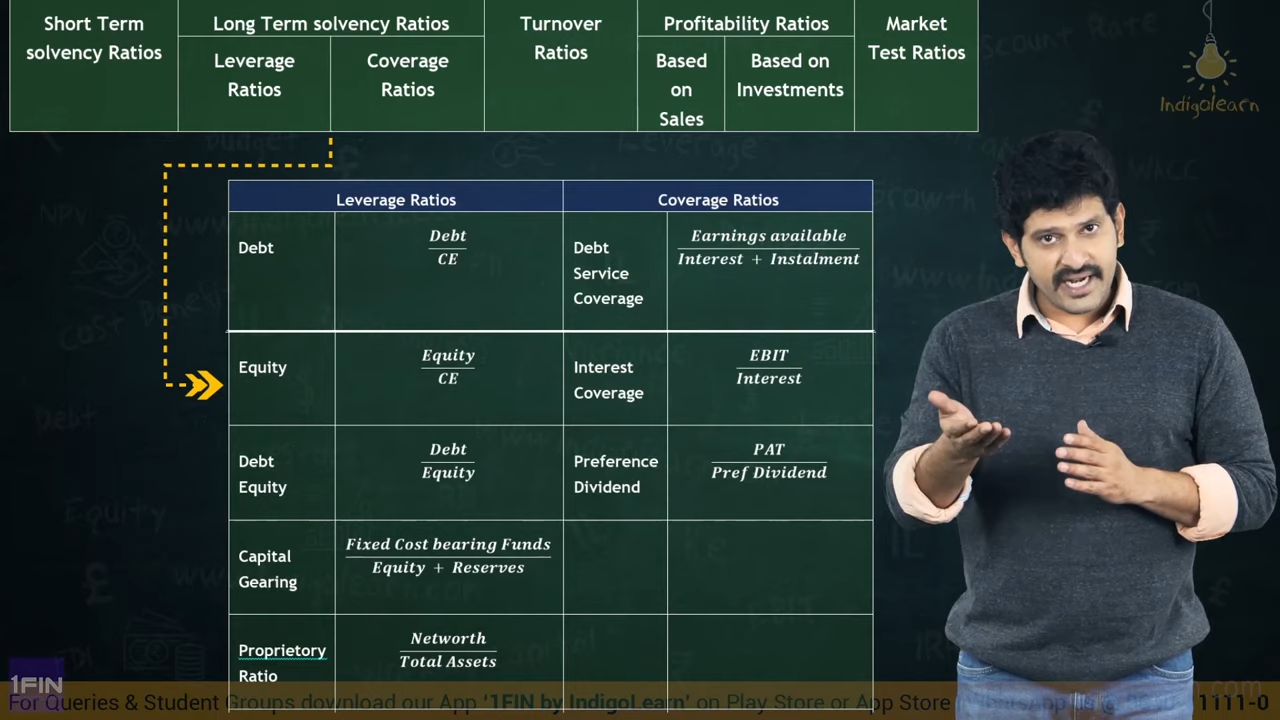 Short Term
solvency Ratios
Long Term solvency Ratios
Leverage
Ratios
Coverage
Ratios
Turnover
Ratios
Profitability Ratios
Based
on
Sales
Based on
Investments
Market
Test Ratios
Indigolearn
Leverage Ratios
Coverage Ratios
Debt
Debt
CE
Debt
Service
Coverage
Earnings available
Interest + Instalment
Equity
Equity
CE
Interest
Coverage
EBIT
Interest
Debt
Equity
Debt
Equity
Preference
Dividend
PAT
Pref Dividend
Capital
Gearing
Fixed Cost bearing Funds
Equity + Reserves
Proprietory
Ratio
Networth
Total Assets
1FIN
For Queries & Student Groups download our App '1FIN by IndigoLearn' on Play Store or App Store
1111-0